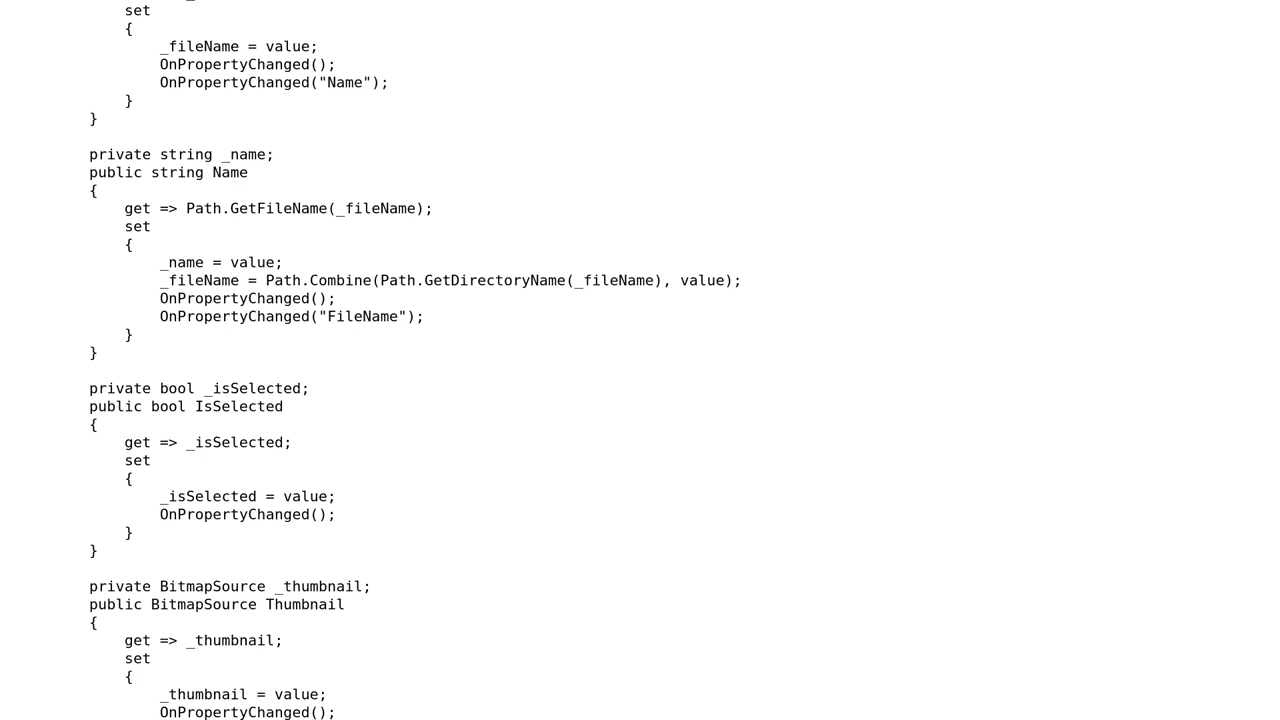 set
    {
        _fileName = value;
        OnPropertyChanged();
        OnPropertyChanged("Name");
    }
}

private string _name;
public string Name
{
    get => Path.GetFileName(_fileName);
    set
    {
        _name = value;
        _fileName = Path.Combine(Path.GetDirectoryName(_fileName), value);
        OnPropertyChanged();
        OnPropertyChanged("FileName");
    }
}

private bool _isSelected;
public bool IsSelected
{
    get => _isSelected;
    set
    {
        _isSelected = value;
        OnPropertyChanged();
    }
}

private BitmapSource _thumbnail;
public BitmapSource Thumbnail
{
    get => _thumbnail;
    set
    {
        _thumbnail = value;
        OnPropertyChanged();